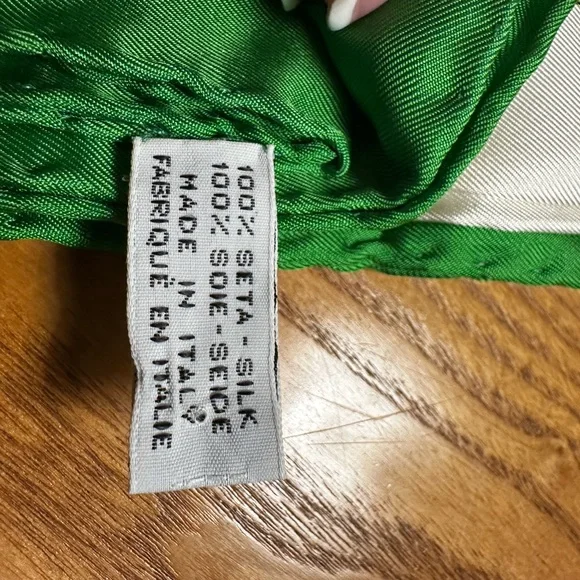 100% SETA-SILK
100% SOIE-SEIDE
MADE IN ITALY
FABRIQUÉ EN ITALIE